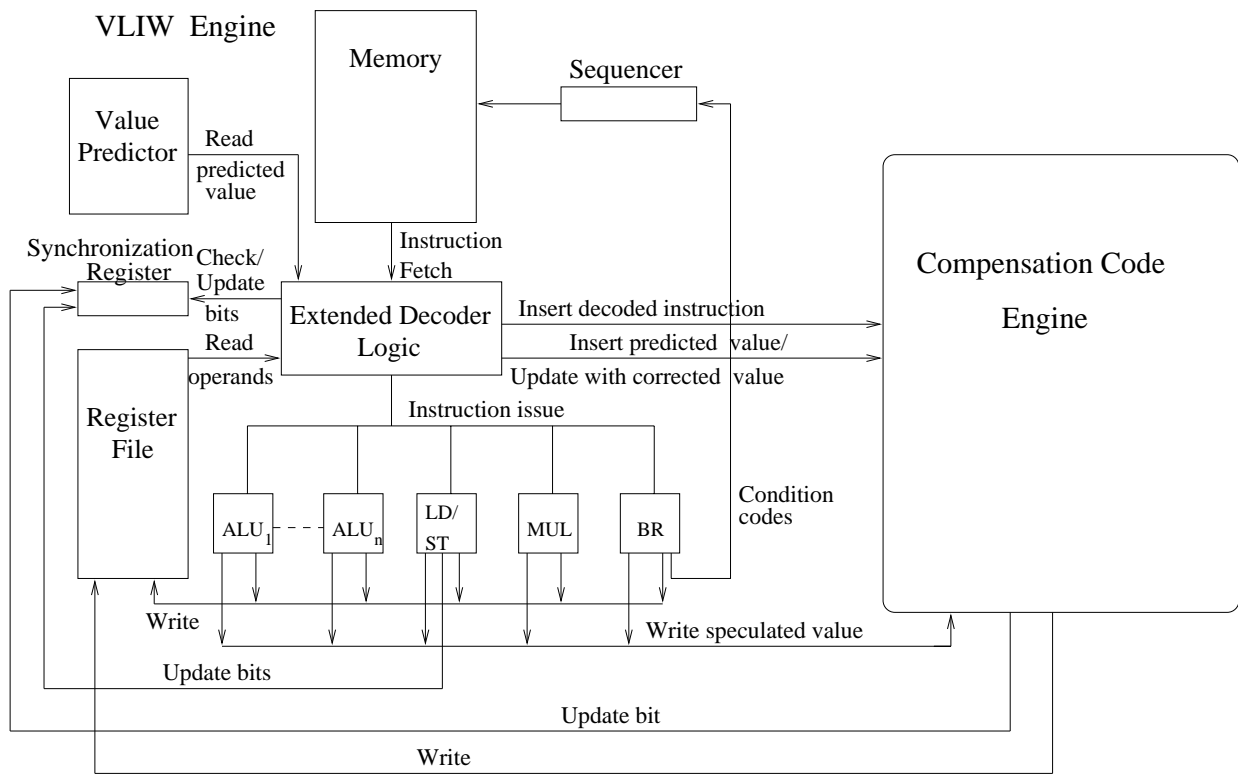 VLIW Engine
Memory
Sequencer
Value
Predictor
Read
predicted
value
Instruction
Fetch
Synchronization
Register
Check/
Update
bits
Extended Decoder
Logic
Insert decoded instruction
Insert predicted value/
Update with corrected value
Compensation Code
Engine
Read
operands
Register
File
Instruction issue
ALU1
ALUn
LD/
ST
MUL
BR
Condition
codes
Write
Write speculated value
Update bits
Update bit
Write